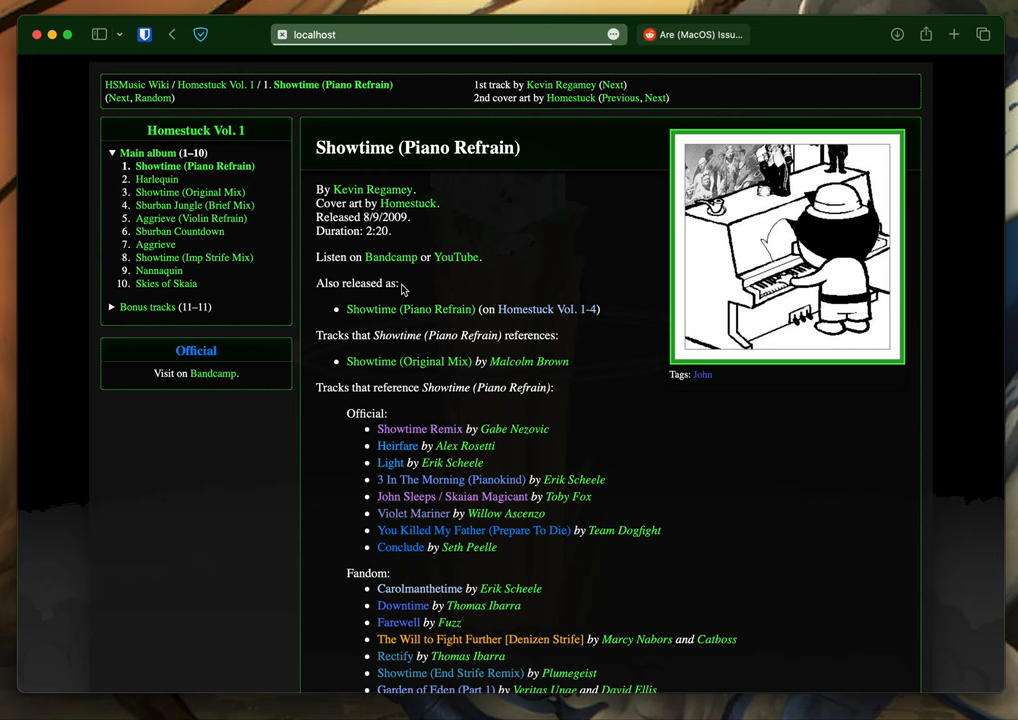 localhost
Are (MacOS) Issu...
HSMusic Wiki / Homestuck Vol. 1 / 1. Showtime (Piano Refrain)
(Next, Random)
1st track by Kevin Regamey (Next)
2nd cover art by Homestuck (Previous, Next)
Homestuck Vol. 1
Main album (1–10)
1. Showtime (Piano Refrain)
2. Harlequin
3. Showtime (Original Mix)
4. Sburban Jungle (Brief Mix)
5. Aggrieve (Violin Refrain)
6. Sburban Countdown
7. Aggrieve
8. Showtime (Imp Strife Mix)
9. Nannaquin
10. Skies of Skaia
Bonus tracks (11–11)
Official
Visit on Bandcamp.
Showtime (Piano Refrain)
By Kevin Regamey.
Cover art by Homestuck.
Released 8/9/2009.
Duration: 2:20.
Listen on Bandcamp or YouTube.
Also released as:
Showtime (Piano Refrain) (on Homestuck Vol. 1-4)
Tracks that Showtime (Piano Refrain) references:
Showtime (Original Mix) by Malcolm Brown
Tags: John
Tracks that reference Showtime (Piano Refrain):
Official:
Showtime Remix by Gabe Nezovic
Heirfare by Alex Rosetti
Light by Erik Scheele
3 In The Morning (Pianokind) by Erik Scheele
John Sleeps / Skaian Magicant by Toby Fox
Violet Mariner by Willow Ascenzo
You Killed My Father (Prepare To Die) by Team Dogfight
Conclude by Seth Peelle
Fandom:
Carolmanthetime by Erik Scheele
Downtime by Thomas Ibarra
Farewell by Fuzz
The Will to Fight Further [Denizen Strife] by Marcy Nabors and Catboss
Rectify by Thomas Ibarra
Showtime (End Strife Remix) by Plumegeist
Garden of Eden (Part 1) by Veritas Unae and David Ellis